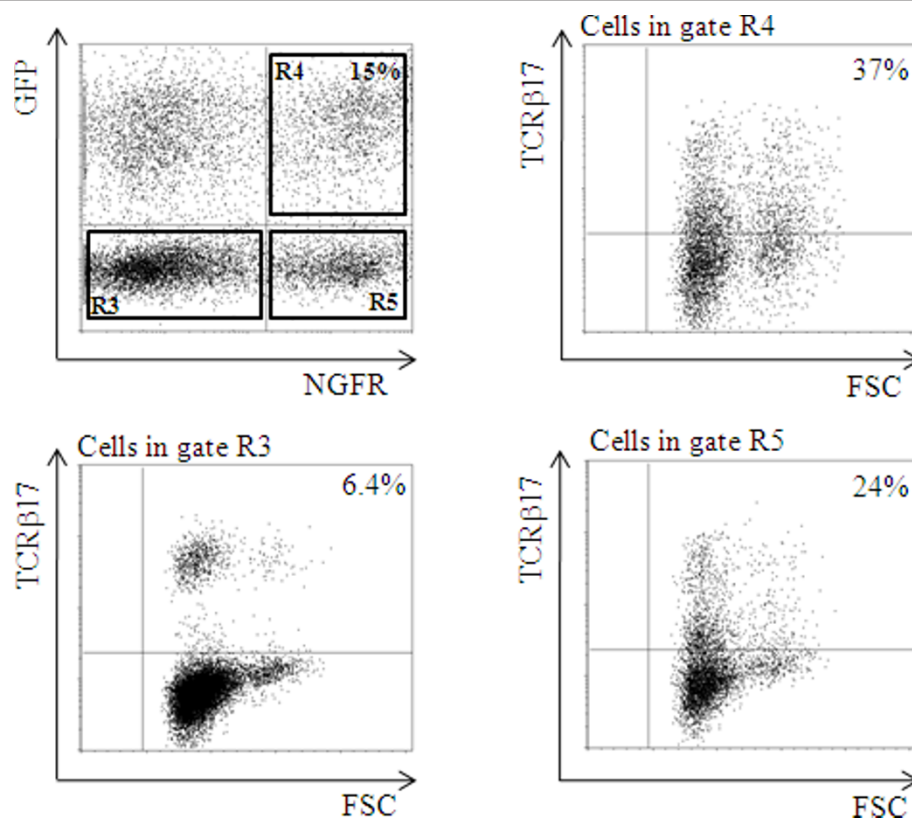 GFP
R4 15%
R3
R5
NGFR
Cells in gate R4
TCRβ17
37%
FSC
Cells in gate R3
TCRβ17
6.4%
FSC
Cells in gate R5
TCRβ17
24%
FSC